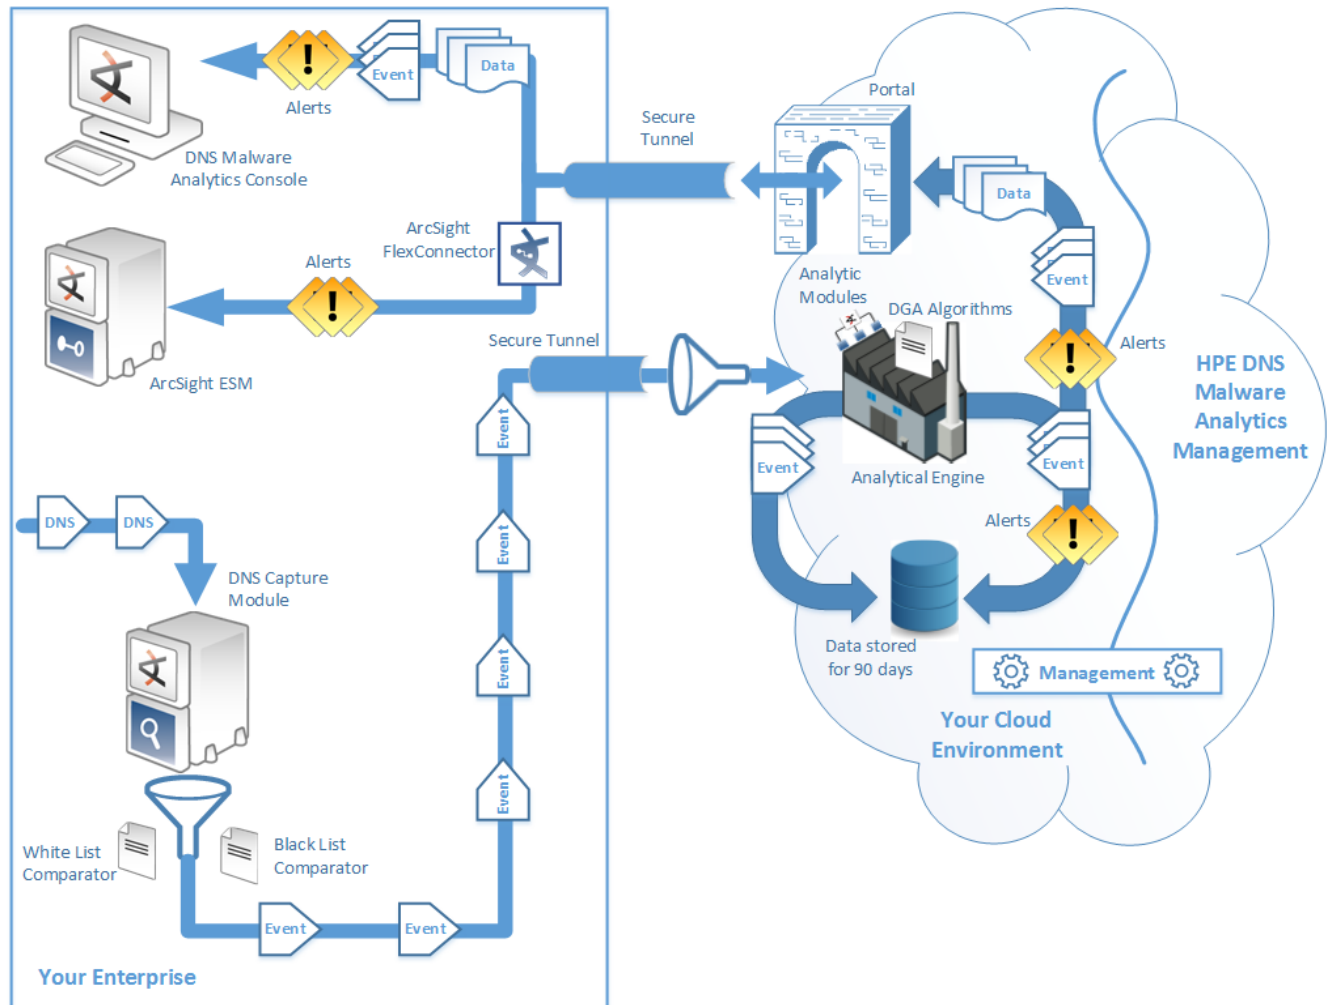 Event
Data
Alerts
DNS Malware
Analytics Console
Secure
Tunnel
Portal
Data
ArcSight
FlexConnector
Alerts
ArcSight ESM
Secure Tunnel
Analytic
Modules
DGA Algorithms
Event
Alerts
HPE DNS
Malware
Analytics
Management
Event
Event
Event
Analytical Engine
Alerts
DNS
DNS
Event
DNS Capture
Module
Event
Event
Data stored
for 90 days
Management
Your Cloud
Environment
White List
Comparator
Black List
Comparator
Event
Event
Your Enterprise